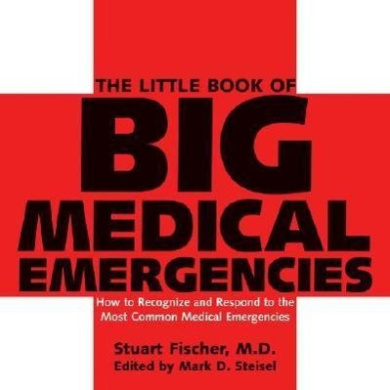 THE LITTLE BOOK OF
BIG
MEDICAL
EMERGENCIES
How to Recognize and Respond to the
Most Common Medical Emergencies
Stuart Fischer, M.D.
Edited by Mark D. Steisel